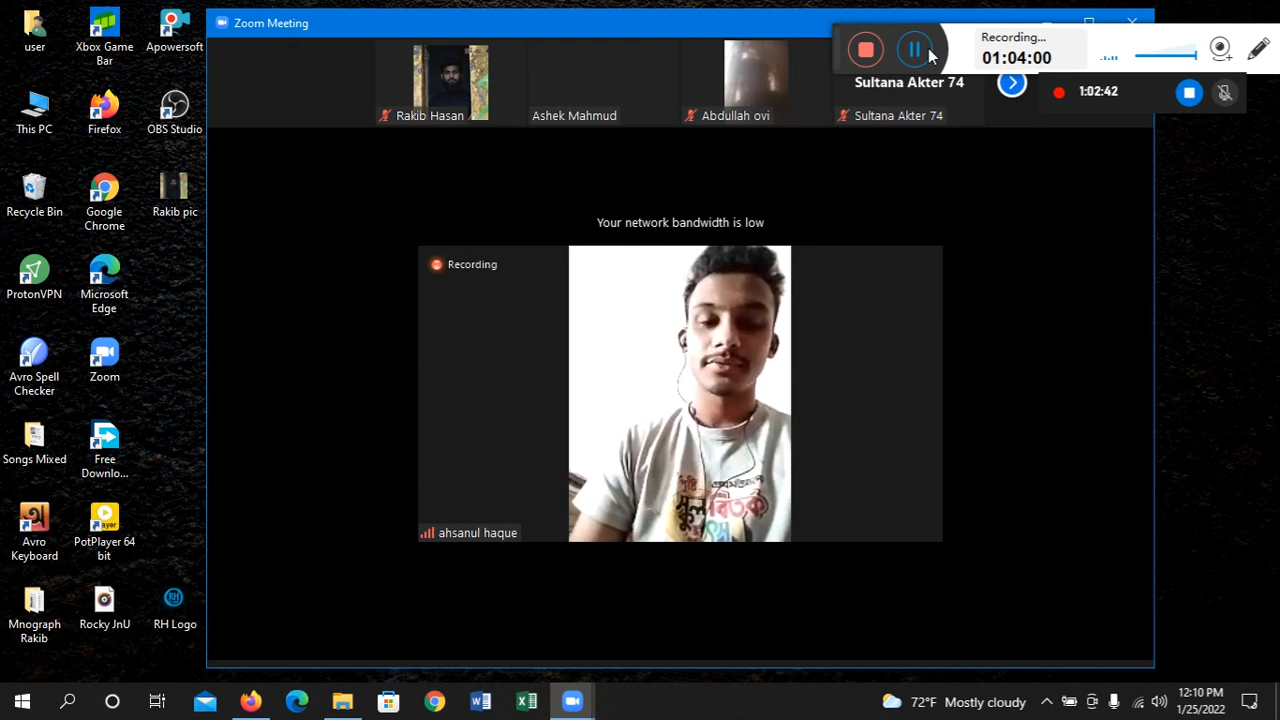 Zoom Meeting
Recording...
01:04:00
Sultana Akter 74
01:02:42
Rakib Hasan
Ashek Mahmud
Abdullah ovi
Sultana Akter 74
Your network bandwidth is low
Recording
ahsanul haque
স্কুল বিতর্ক
user
Xbox Game
Bar
Apowersoft
This PC
Firefox
OBS Studio
Recycle Bin
Google
Chrome
Rakib pic
ProtonVPN
Microsoft
Edge
Avro Spell
Checker
Zoom
Songs Mixed
Free
Downlo...
Avro
Keyboard
PotPlayer 64
bit
Mnograph
Rakib
Rocky JnU
RH
RH Logo
72°F Mostly cloudy
12:10 PM
1/25/2022